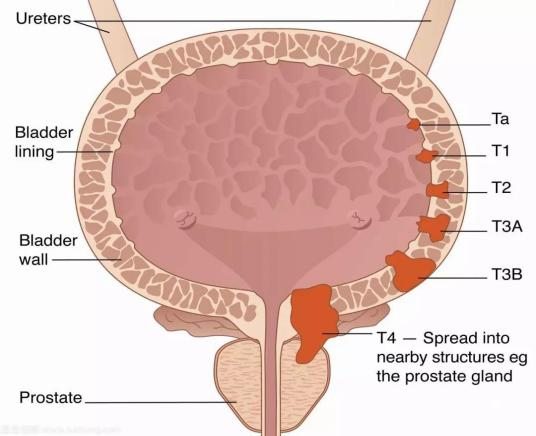 Ureters
Ta
Bladder
lining
T1
T2
T3A
Bladder
wall
T3B
T4 — Spread into
nearby structures eg
the prostate gland
Prostate